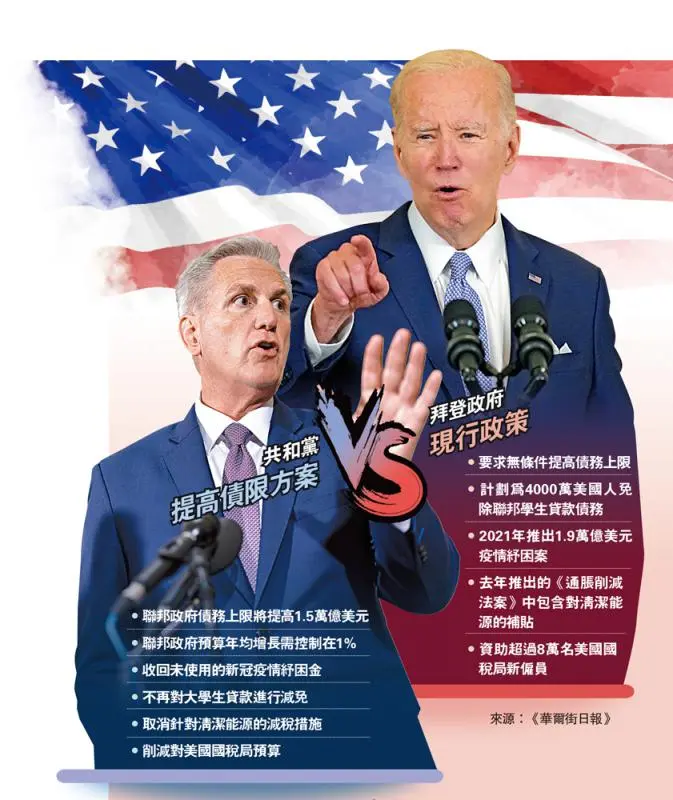 共和黨
提高債限方案
VS
拜登政府
現行政策
• 聯邦政府債務上限將提高1.5萬億美元
• 聯邦政府預算年均增長需控制在1%
• 收回未使用的新冠疫情紓困金
• 不再對大學生貸款進行減免
• 取消針對清潔能源的減稅措施
• 削減對美國國稅局預算
• 要求無條件提高債務上限
• 計劃爲4000萬美國人免
除聯邦學生貸款債務
• 2021年推出1.9萬億美元
疫情紓困案
• 去年推出的《通脹削減
法案》中包含對清潔能
源的補貼
• 資助超過8萬名美國國
稅局新僱員
來源：《華爾街日報》